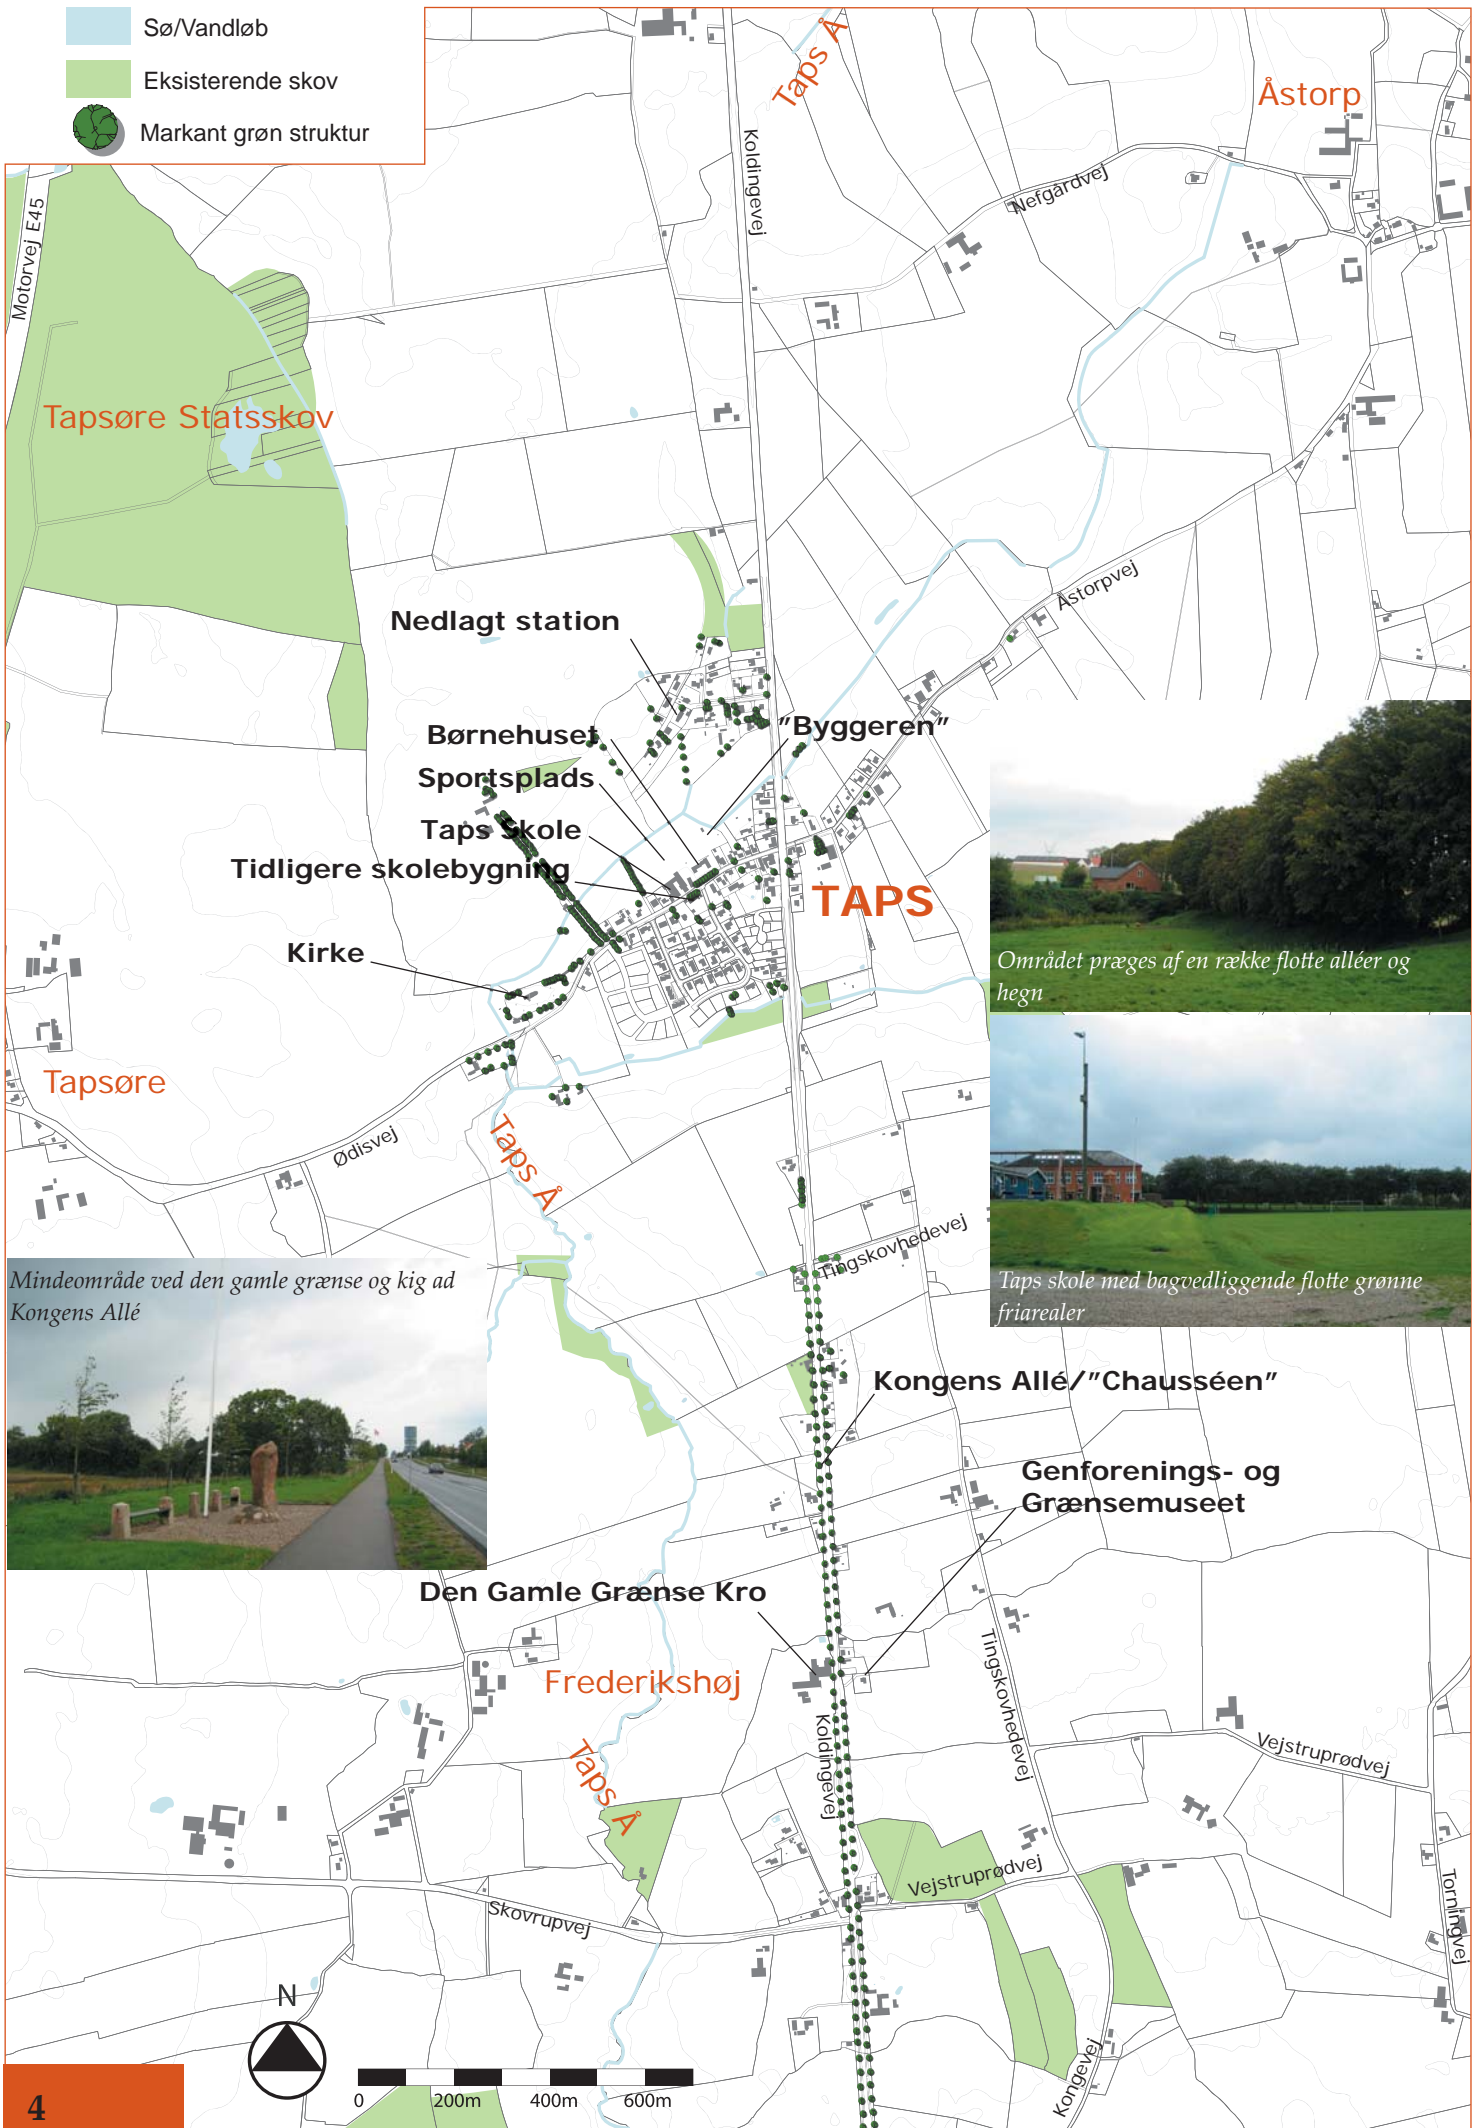 Sø/Vandløb
Eksisterende skov
Markant grøn struktur
Taps Å
Åstorp
Koldingevej
Nefgårdvej
Motorvej E45
Tapsøre Statsskov
Åstorpvej
Nedlagt station
Børnehuset
"Byggeren"
Sportsplads
Taps Skole
Tidligere skolebygning
TAPS
Kirke
Området præges af en række flotte alléer og
hegn
Tapsøre
Ødisvej
Taps Å
Tingskovhedevej
Mindeområde ved den gamle grænse og kig ad
Kongens Allé
Taps skole med bagvedliggende flotte grønne
friarealer
Kongens Allé/"Chausséen"
Genforenings- og
Grænsemuseet
Den Gamle Grænse Kro
Frederikshøj
Tingskovhedevej
Koldingevej
Vejstruprødvej
Taps Å
Vejstruprødvej
Skovrupvej
Torningvej
N
Kongevej
0 200m 400m 600m
4